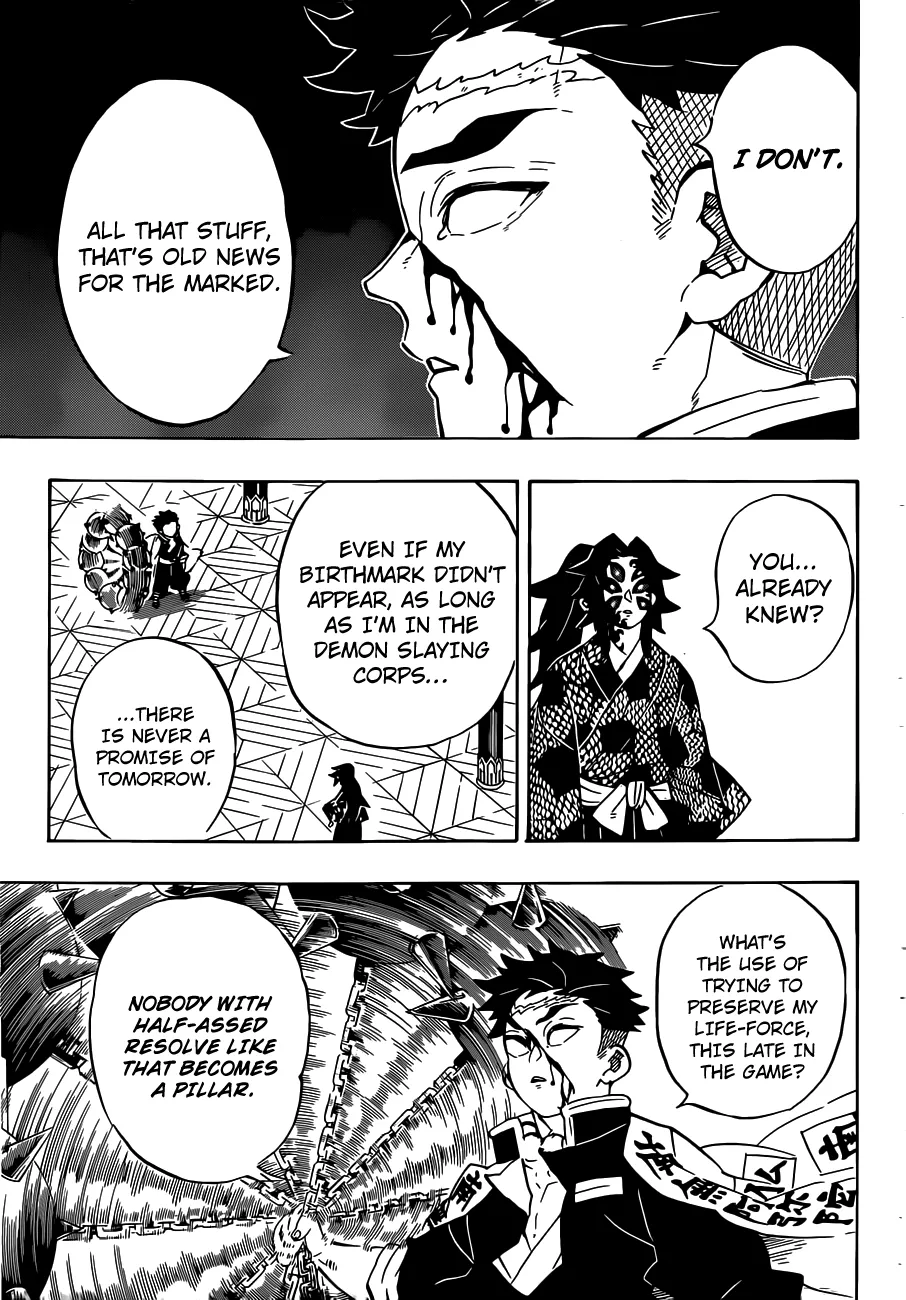 I DON'T.
ALL THAT STUFF,
THAT'S OLD NEWS
FOR THE MARKED.
YOU...
ALREADY
KNEW?
EVEN IF MY
BIRTHMARK DIDN'T
APPEAR, AS LONG
AS I'M IN THE
DEMON SLAYING
CORPS...
...THERE
IS NEVER A
PROMISE OF
TOMORROW.
WHAT'S
THE USE OF
TRYING TO
PRESERVE MY
LIFE-FORCE,
THIS LATE IN
THE GAME?
NOBODY WITH
HALF-ASSED
RESOLVE LIKE
THAT BECOMES
A PILLAR.